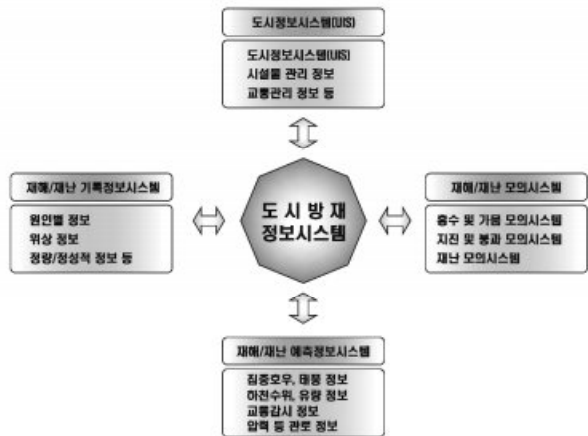 도시정보시스템(UIS)
도시정보시스템(UIS)
시설물 관리 정보
교통관리 정보 등
재해/재난 기록정보시스템
원인별 정보
위상 정보
정량/정성적 정보 등
도 시 방 재
정보시스템
재해/재난 모의시스템
홍수 및 가뭄 모의시스템
지진 및 붕괴 모의시스템
재난 모의시스템
재해/재난 예측정보시스템
집중호우, 태풍 정보
하천수위, 유량 정보
교통감시 정보
압력 등 관로 정보